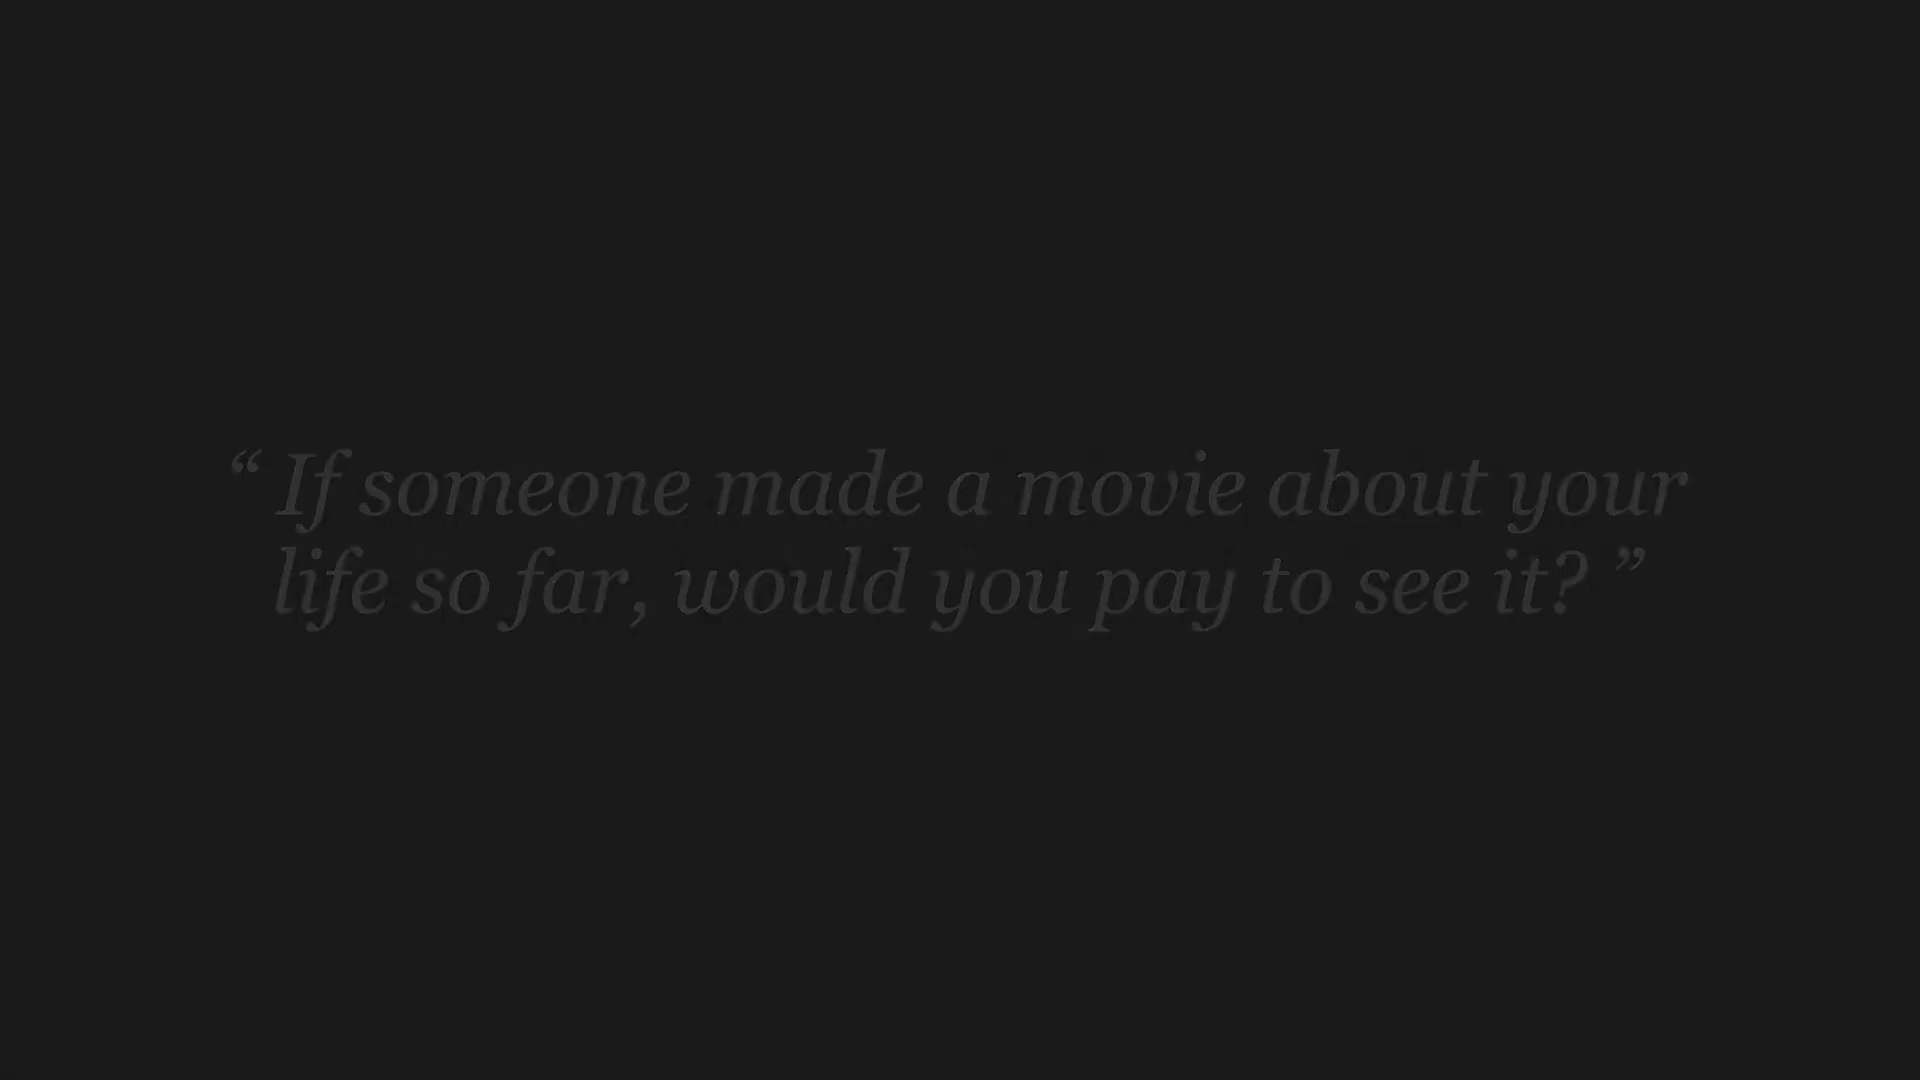 “ If someone made a movie about your
life so far, would you pay to see it? ”